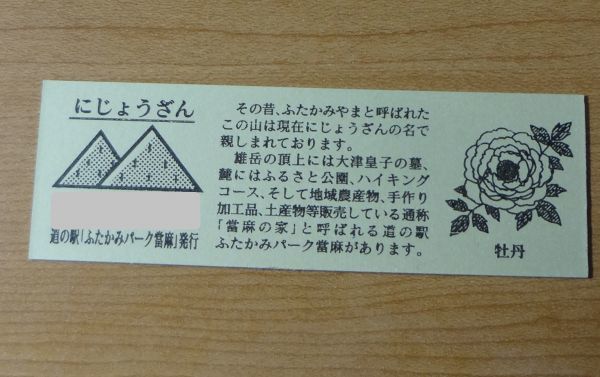 にじょうざん
道の駅「ふたかみパーク當麻」発行
その昔、ふたかみやまと呼ばれた
この山は現在にじょうざんの名で
親しまれております。
雄岳の頂上には大津皇子の墓、
麓にはふるさと公園、ハイキング
コース、そして地域農産物、手作り
加工品、土産物等販売している通称
「當麻の家」と呼ばれる道の駅
ふたかみパーク當麻があります。
牡丹